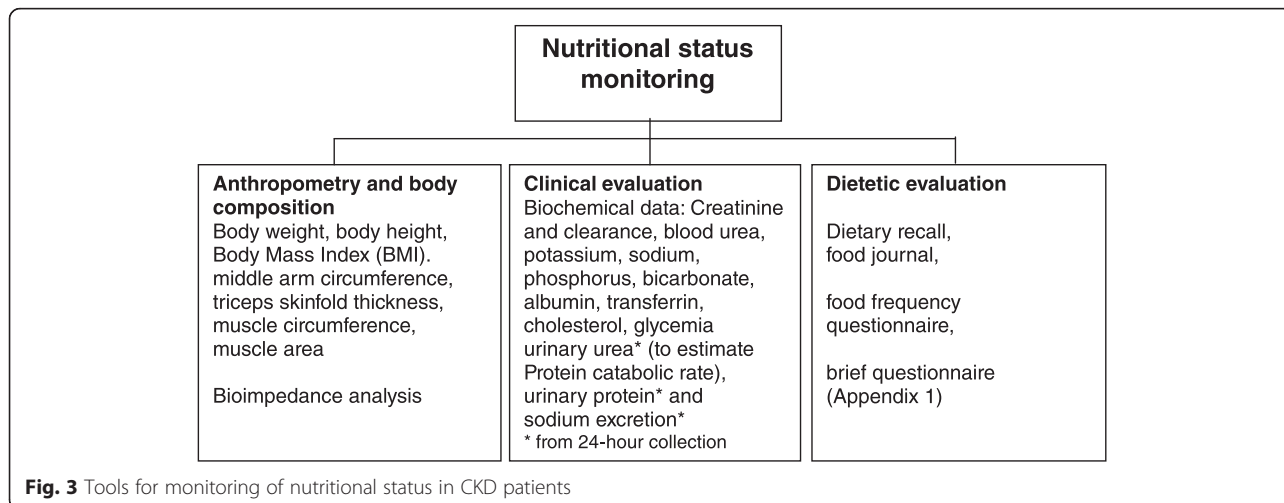 Nutritional status
monitoring
Anthropometry and body
composition
Body weight, body height,
Body Mass Index (BMI).
middle arm circumference,
triceps skinfold thickness,
muscle circumference,
muscle area
Bioimpedance analysis
Clinical evaluation
Biochemical data: Creatinine
and clearance, blood urea,
potassium, sodium,
phosphorus, bicarbonate,
albumin, transferrin,
cholesterol, glycemia
urinary urea* (to estimate
Protein catabolic rate),
urinary protein* and
sodium excretion*
* from 24-hour collection
Dietetic evaluation
Dietary recall,
food journal,
food frequency
questionnaire,
brief questionnaire
(Appendix 1)
Fig. 3 Tools for monitoring of nutritional status in CKD patients